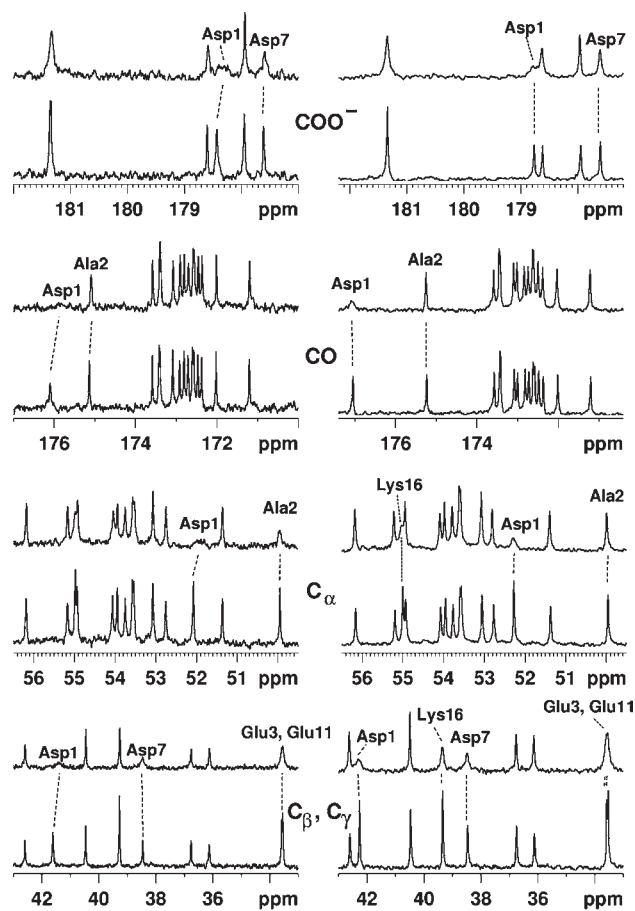 Asp1 Asp7 Asp1 Asp7
COO⁻
181 180 179 ppm 181 180 179 ppm
Asp1 Ala2 Asp1 Ala2
CO
176 174 172 ppm 176 174 ppm
Asp1 Ala2 Lys16 Asp1 Ala2
Cα
56 55 54 53 52 51 ppm 56 55 54 53 52 51 ppm
Asp1 Asp7 Glu3, Glu11 Asp1 Lys16 Asp7 Glu3, Glu11
Cβ, Cγ
42 40 38 36 ppm 42 40 38 36 ppm